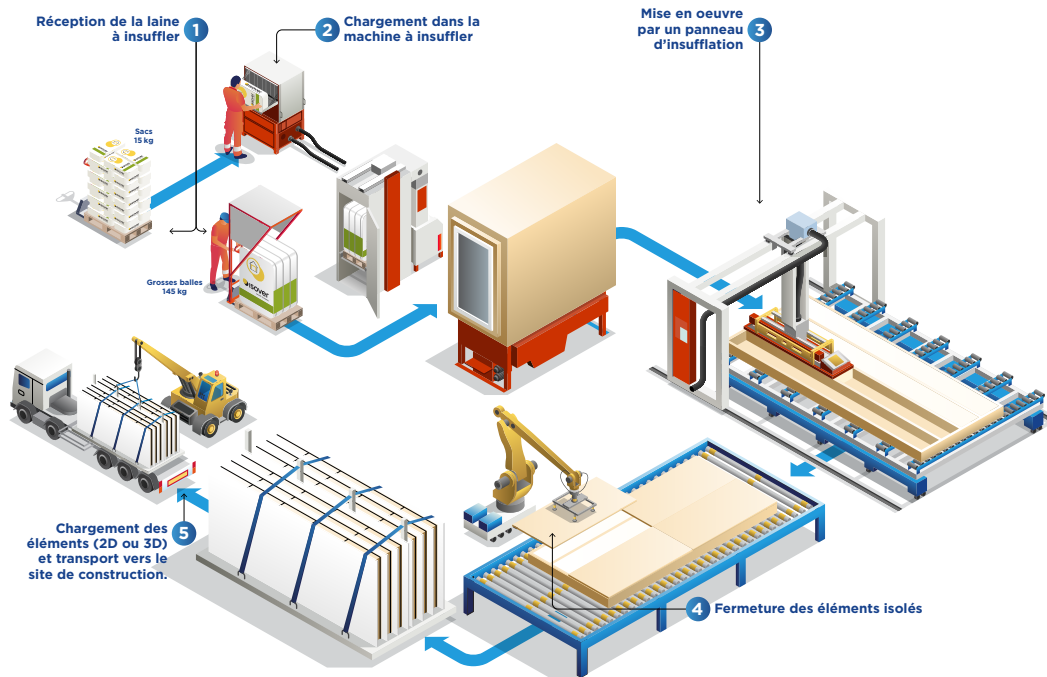 Réception de la laine
à insuffler
1
2
Chargement dans la
machine à insuffler
Mise en oeuvre
par un panneau
d'insufflation
3
Sacs
15 kg
Grosses balles
145 kg
isover
4
Fermeture des éléments isolés
5
Chargement des
éléments (2D ou 3D)
et transport vers le
site de construction.